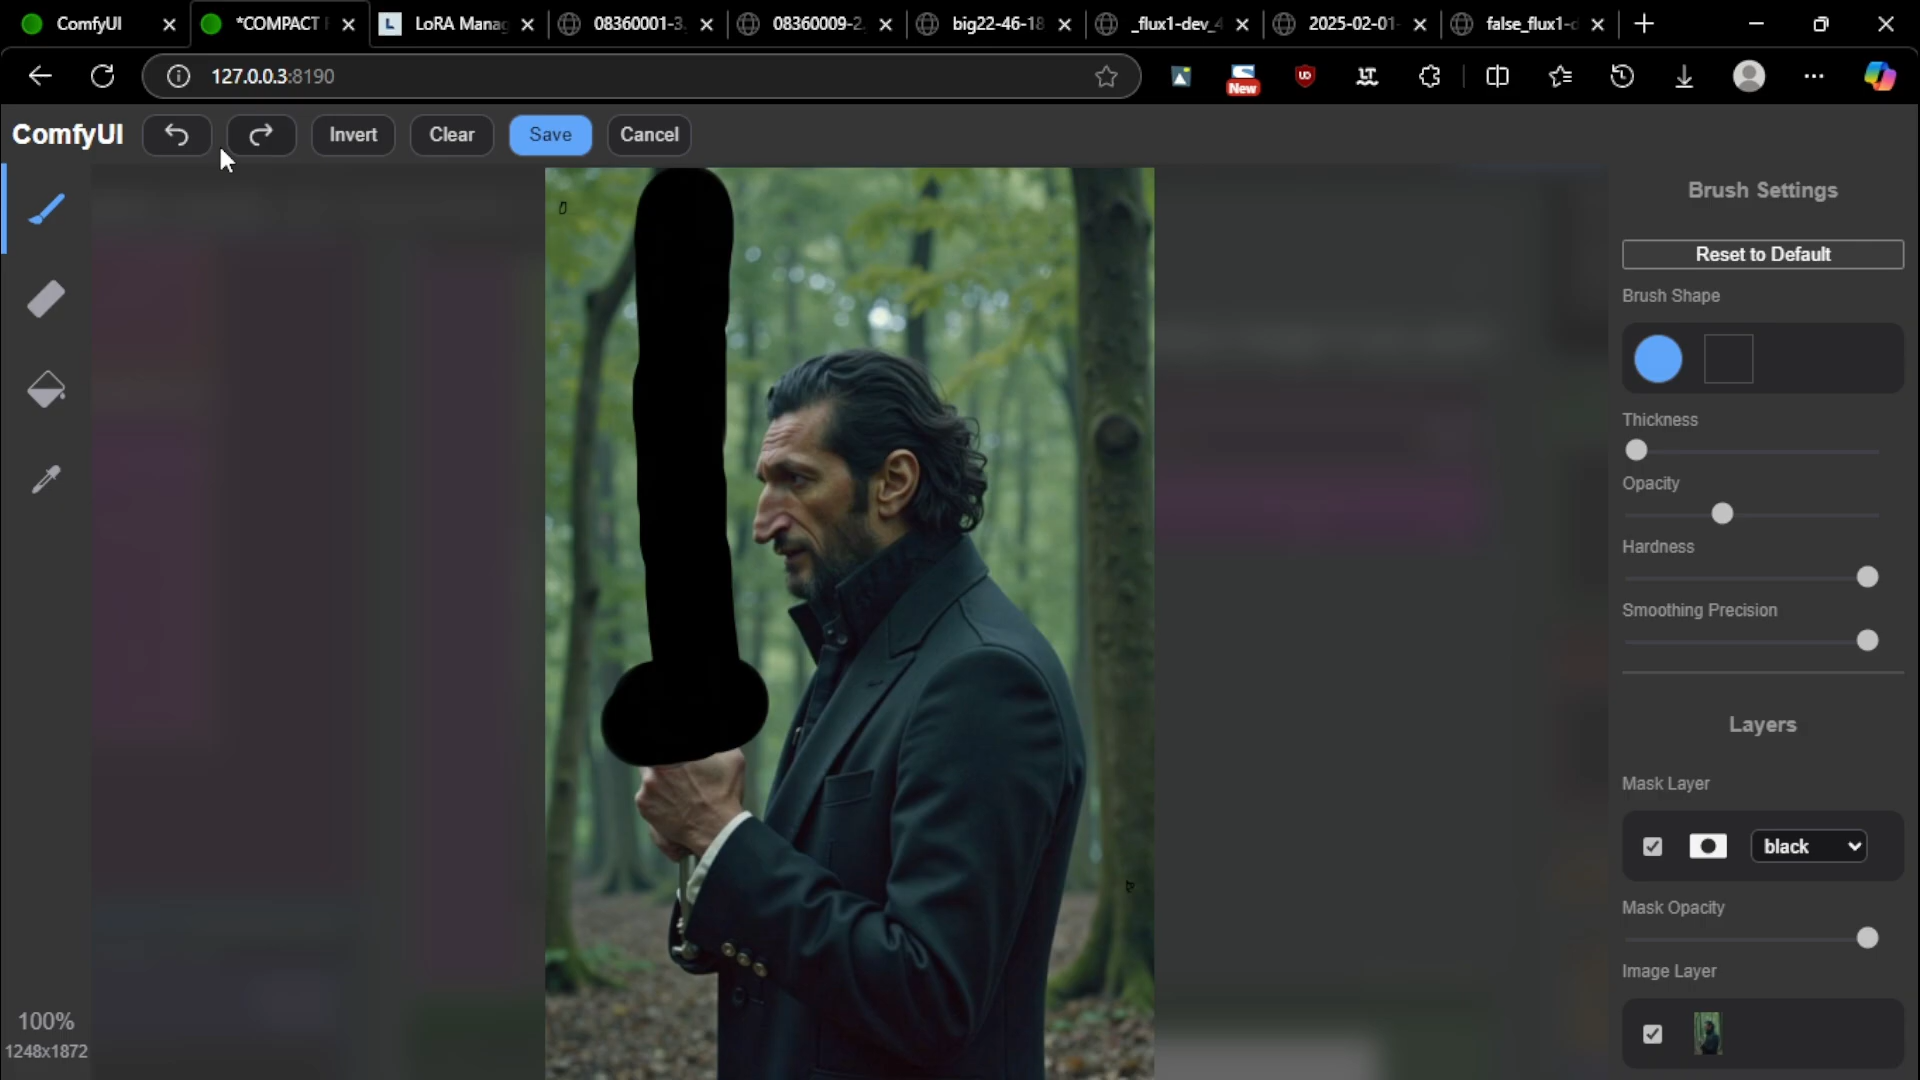 ComfyUI
*COMPACT
LoRA Manag
08360001-3
08360009-2
big22-46-18
_flux1-dev_4
2025-02-01-
false_flux1-d
127.0.0.3:8190
New
ComfyUI
Invert
Clear
Save
Cancel
Brush Settings
Reset to Default
Brush Shape
Thickness
Opacity
Hardness
Smoothing Precision
Layers
Mask Layer
black
Mask Opacity
Image Layer
100%
1248x1872